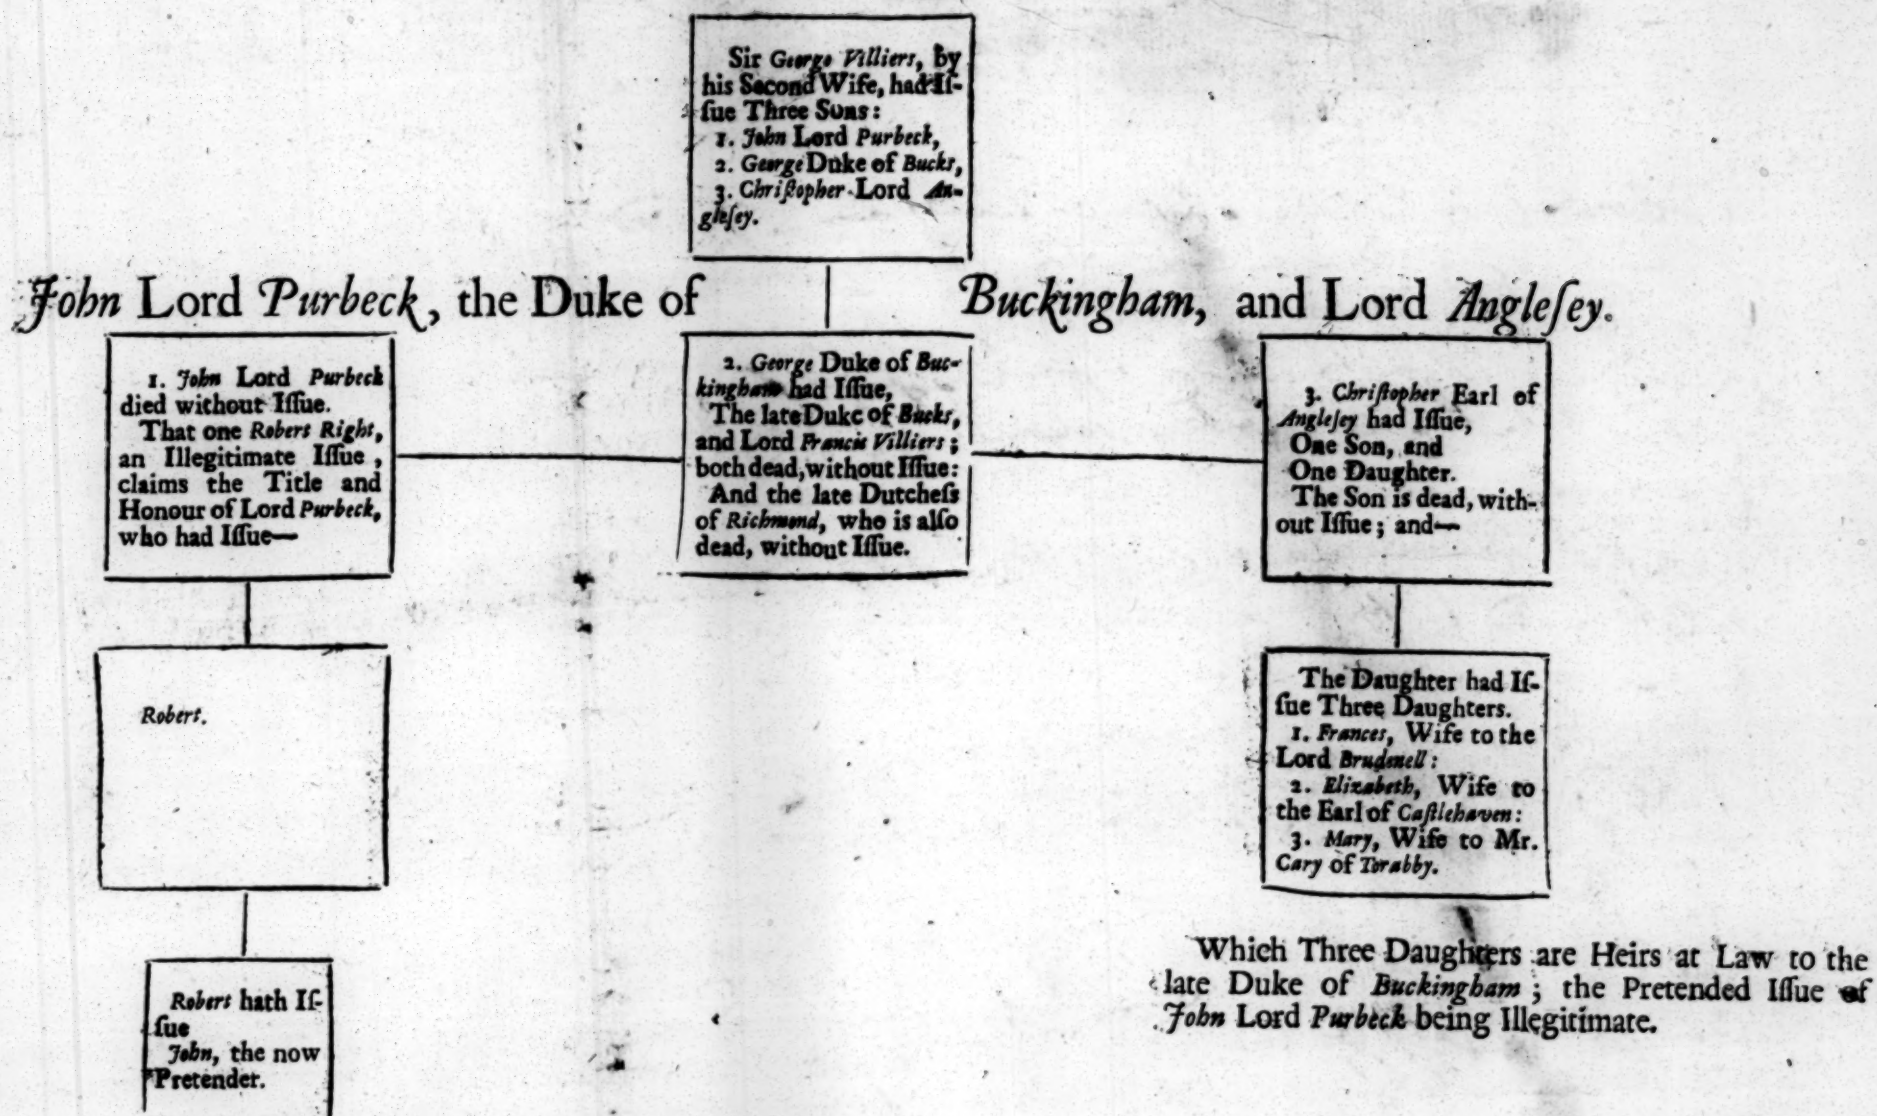 Sir George Villiers, by
his Second Wife, had Iſ-
ſue Three Sons:
1. John Lord Purbeck,
2. George Duke of Bucks,
3. Chriſtopher Lord An-
gleſey.
John Lord Purbeck, the Duke of Buckingham, and Lord Angleſey.
1. John Lord Purbeck
died without Iſſue.
That one Robert Right,
an Illegitimate Iſſue,
claims the Title and
Honour of Lord Purbeck,
who had Iſſue—
2. George Duke of Buc-
kingham had Iſſue,
The late Duke of Bucks,
and Lord Francis Villiers;
both dead, without Iſſue:
And the late Dutcheſs
of Richmond, who is alſo
dead, without Iſſue.
3. Chriſtopher Earl of
Angleſey had Iſſue,
One Son, and
One Daughter.
The Son is dead, with-
out Iſſue; and—
Robert.
The Daughter had Iſ-
ſue Three Daughters.
1. Frances, Wife to the
Lord Brudenell:
2. Elizabeth, Wife to
the Earl of Caſtlehaven:
3. Mary, Wife to Mr.
Cary of Torabby.
Robert hath Iſ-
ſue
John, the now
Pretender.
Which Three Daughters are Heirs at Law to the
late Duke of Buckingham; the Pretended Iſſue of
John Lord Purbeck being Illegitimate.